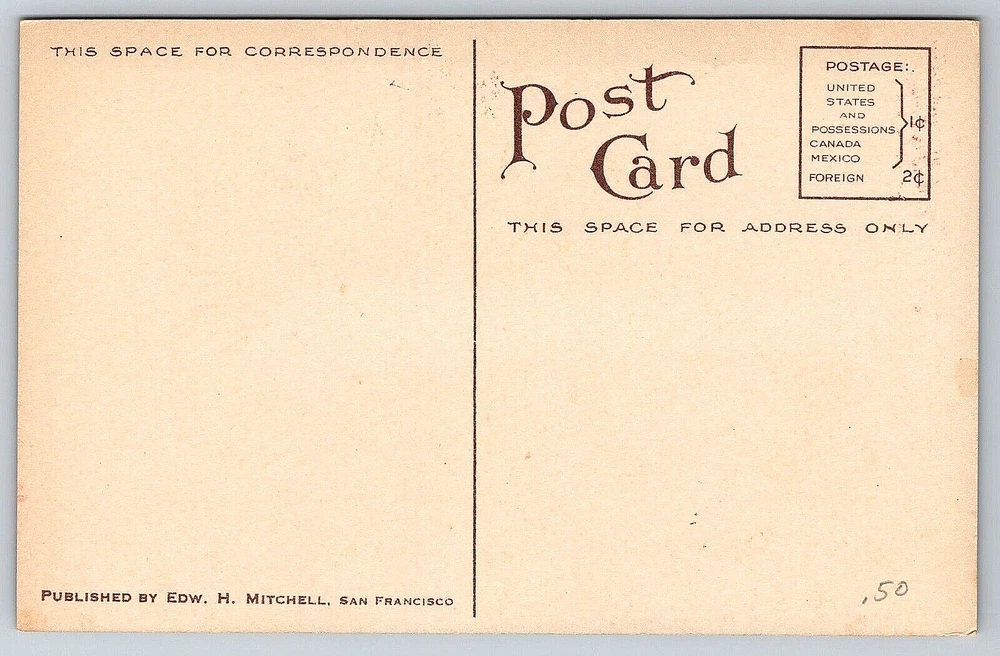 THIS SPACE FOR CORRESPONDENCE
Post
Card
POSTAGE:
UNITED
STATES
AND
POSSESSIONS
CANADA
MEXICO
1¢
FOREIGN 2¢
THIS SPACE FOR ADDRESS ONLY
PUBLISHED BY EDW. H. MITCHELL, SAN FRANCISCO
.50